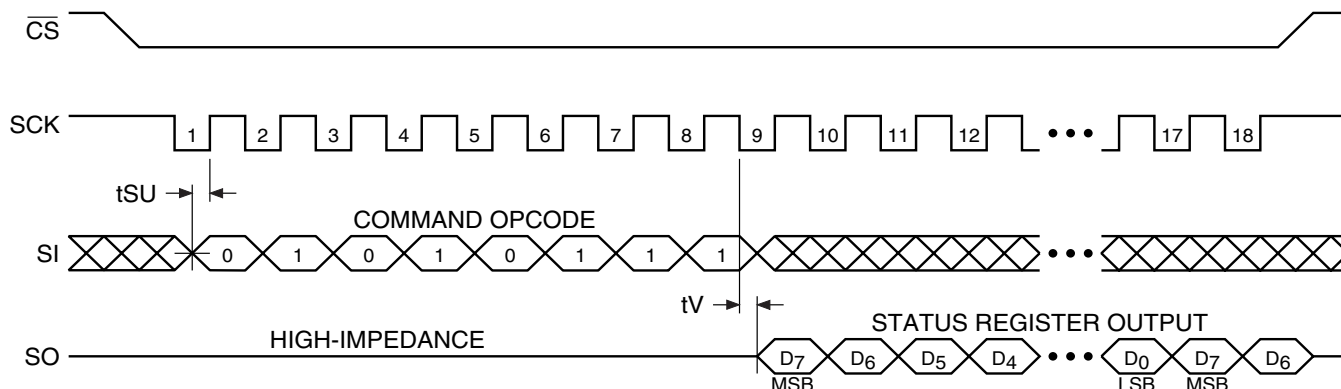 CS
SCK 1 2 3 4 5 6 7 8 9 10 11 12 ••• 17 18
tSU
COMMAND OPCODE
SI 0 1 0 1 0 1 1 1 •••
tV
HIGH-IMPEDANCE STATUS REGISTER OUTPUT
SO D7 D6 D5 D4 ••• D0 D7 D6
MSB LSB MSB